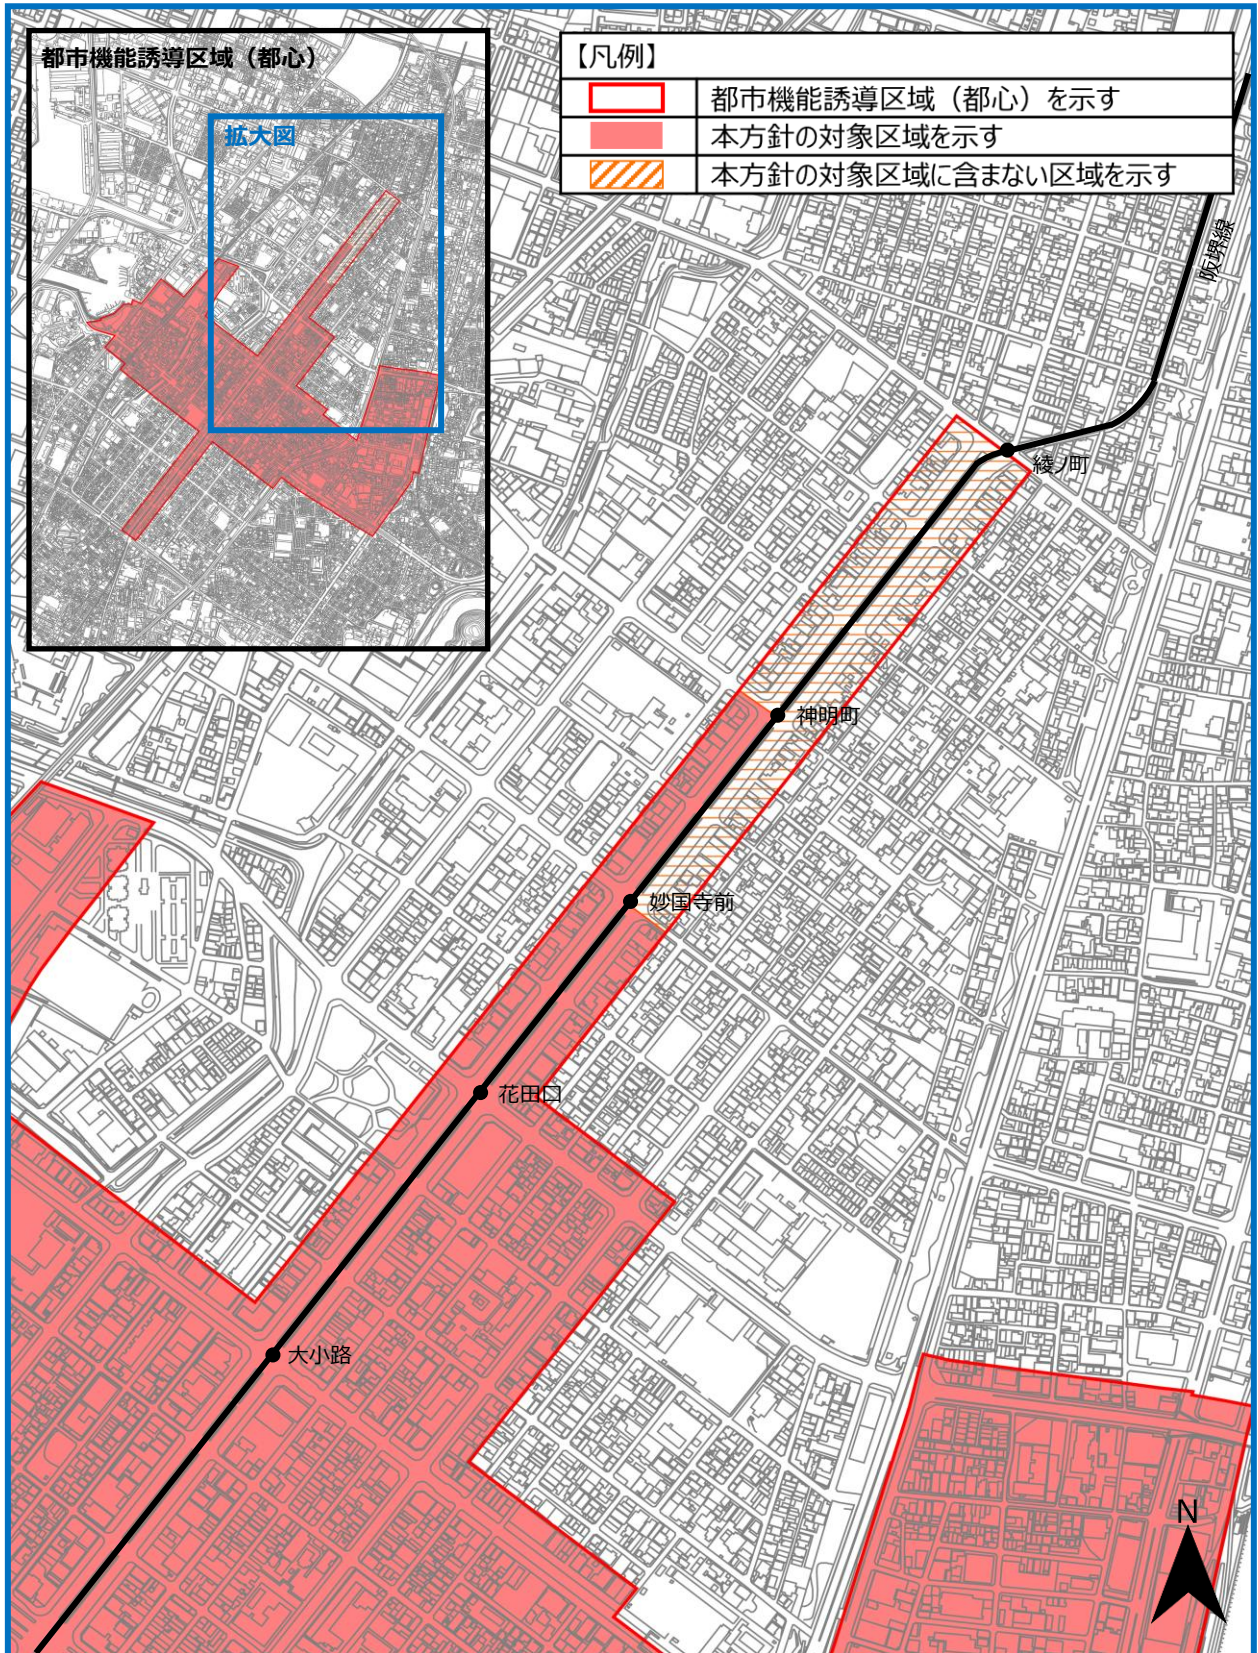 都市機能誘導区域（都心）
拡大図
【凡例】
都市機能誘導区域（都心）を示す
本方針の対象区域を示す
本方針の対象区域に含まない区域を示す
阪堺線
綾ノ町
神明町
妙国寺前
花田口
大小路
N